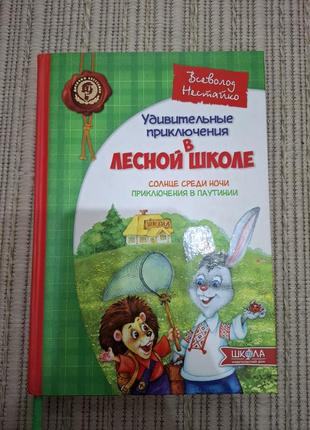 Всеволод
Нестайко
Удивительные
приключения
в
ЛЕСНОЙ ШКОЛЕ
СОЛНЦЕ СРЕДИ НОЧИ
ПРИКЛЮЧЕНИЯ В ПАУТИНИИ
ШКОЛА
ШКОЛА